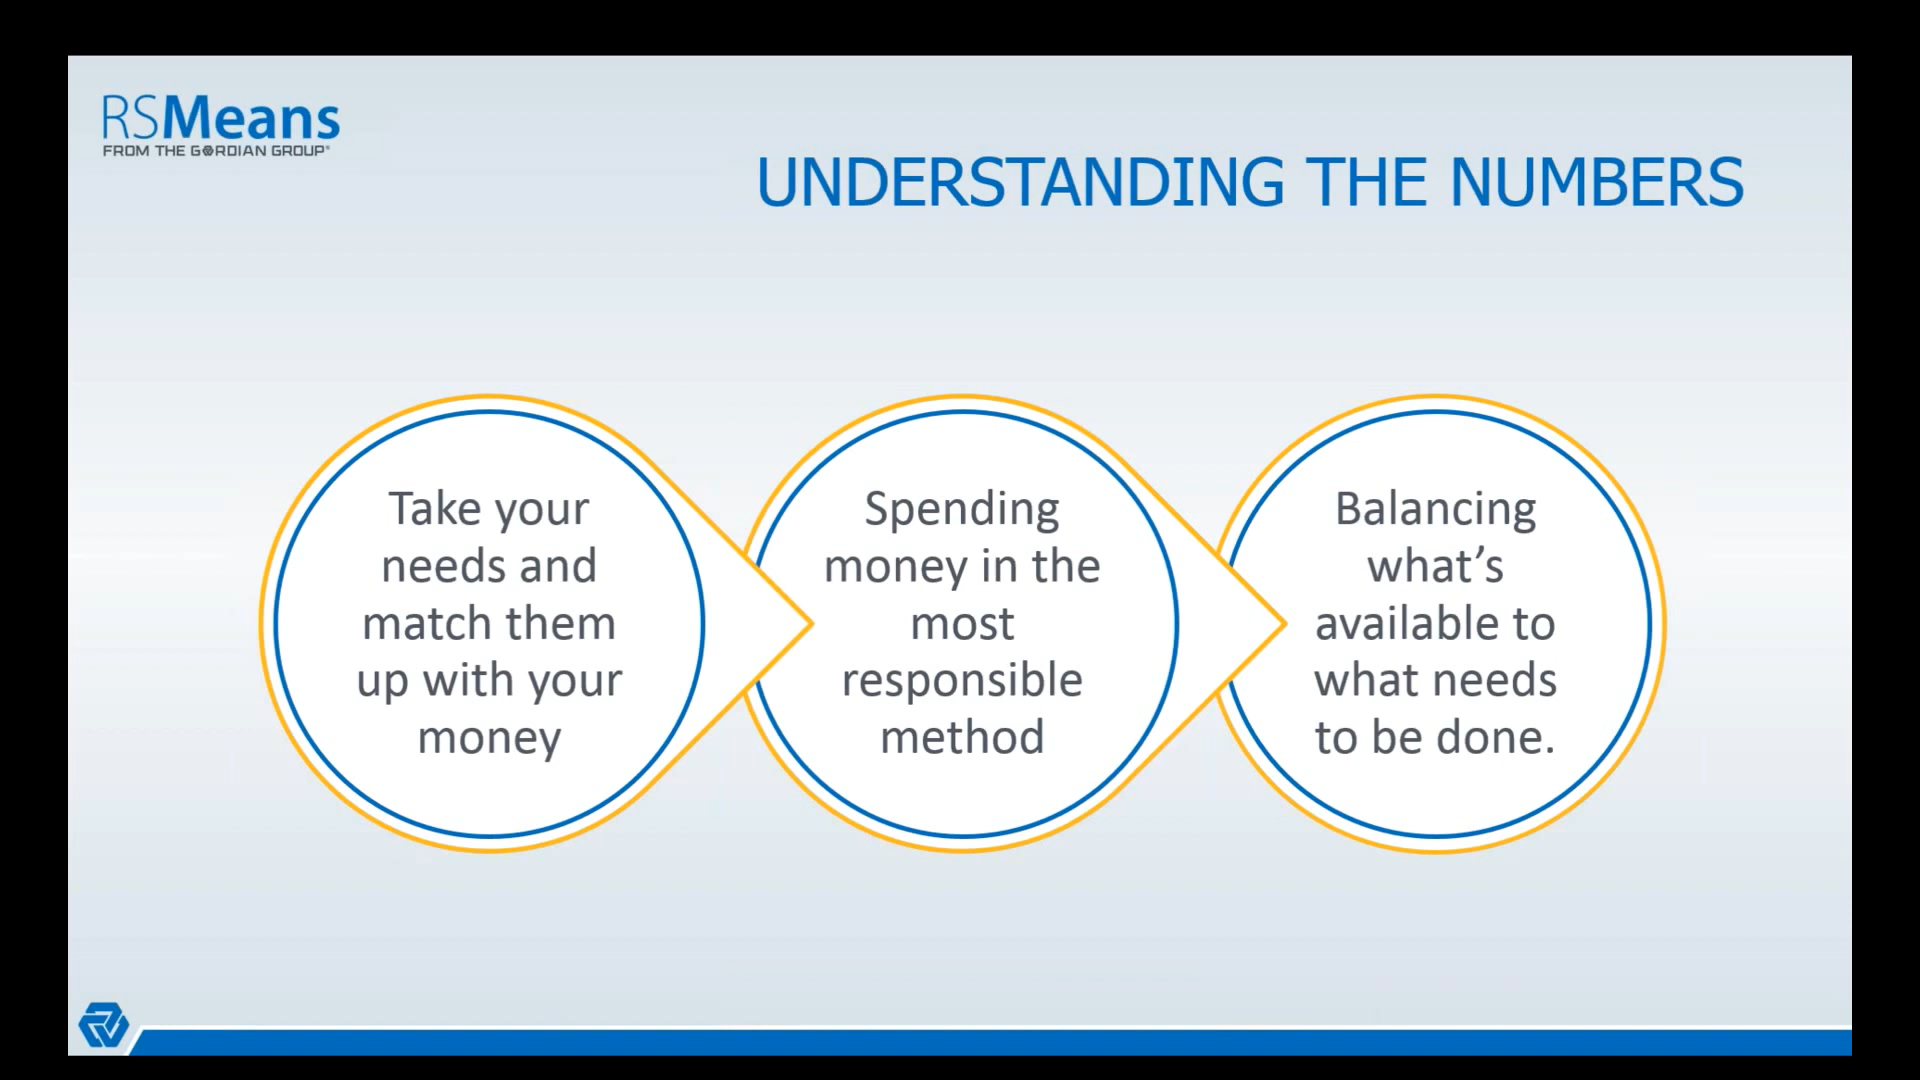 RSMeans
FROM THE GORDIAN GROUP®
UNDERSTANDING THE NUMBERS
Take your
needs and
match them
up with your
money
Spending
money in the
most
responsible
method
Balancing
what’s
available to
what needs
to be done.